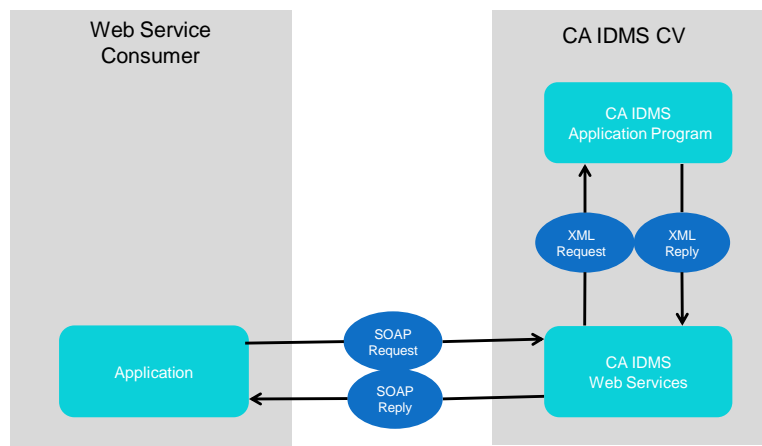 Web Service
Consumer
CA IDMS CV
CA IDMS
Application Program
XML
Request
XML
Reply
SOAP
Request
Application
CA IDMS
Web Services
SOAP
Reply